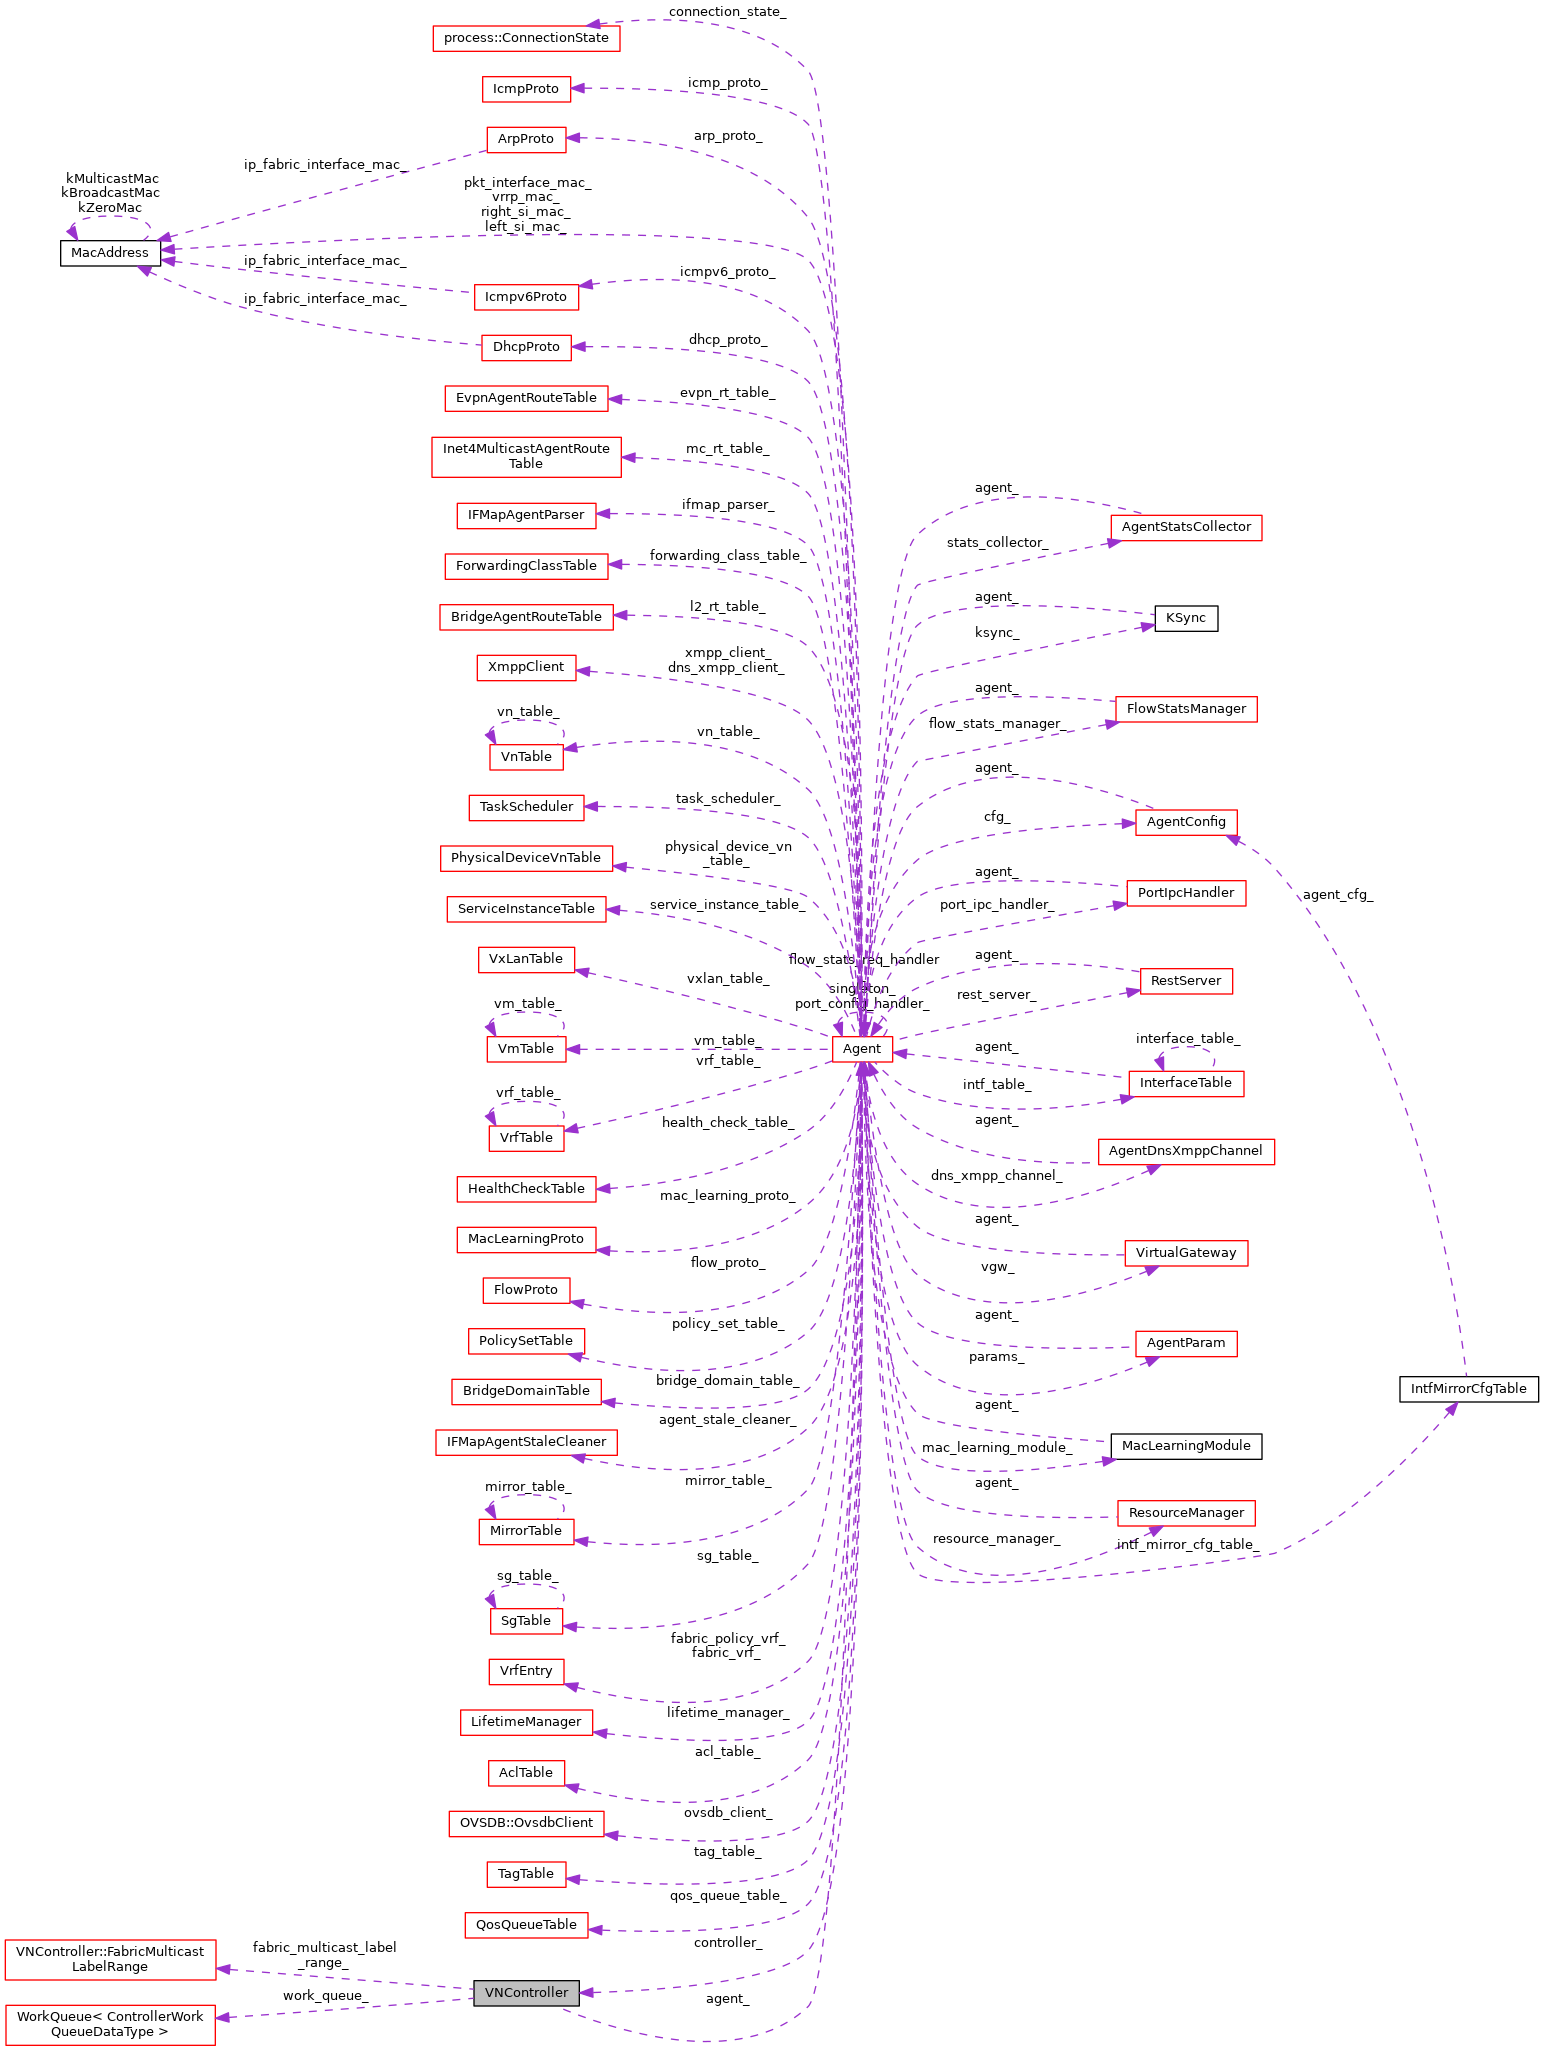 connection_state_
process::ConnectionState
icmp_proto_
IcmpProto
arp_proto_
ArpProto
ip_fabric_interface_mac_
kMulticastMac
kBroadcastMac
kZeroMac
pkt_interface_mac_
vrrp_mac_
right_si_mac_
left_si_mac_
MacAddress
ip_fabric_interface_mac_
icmpv6_proto_
Icmpv6Proto
ip_fabric_interface_mac_
dhcp_proto_
DhcpProto
evpn_rt_table_
EvpnAgentRouteTable
mc_rt_table_
Inet4MulticastAgentRoute
Table
ifmap_parser_
IFMapAgentParser
forwarding_class_table_
ForwardingClassTable
l2_rt_table_
BridgeAgentRouteTable
xmpp_client_
dns_xmpp_client_
XmppClient
vn_table_
vn_table_
VnTable
task_scheduler_
TaskScheduler
physical_device_vn
_table_
PhysicalDeviceVnTable
service_instance_table_
ServiceInstanceTable
vxlan_table_
VxLanTable
vm_table_
vm_table_
VmTable
vrf_table_
vrf_table_
VrfTable
health_check_table_
HealthCheckTable
mac_learning_proto_
MacLearningProto
flow_proto_
FlowProto
policy_set_table_
PolicySetTable
bridge_domain_table_
BridgeDomainTable
agent_stale_cleaner_
IFMapAgentStaleCleaner
mirror_table_
mirror_table_
MirrorTable
sg_table_
sg_table_
SgTable
fabric_policy_vrf_
fabric_vrf_
VrfEntry
lifetime_manager_
LifetimeManager
acl_table_
AclTable
ovsdb_client_
OVSDB::OvsdbClient
tag_table_
TagTable
qos_queue_table_
QosQueueTable
controller_
VNController
agent_
fabric_multicast_label
_range_
VNController::FabricMulticast
LabelRange
work_queue_
WorkQueue< ControllerWork
QueueDataType >
flow_stats_req_handler
singleton_
port_config_handler_
Agent
agent_
stats_collector_
AgentStatsCollector
agent_
ksync_
KSync
agent_
flow_stats_manager_
FlowStatsManager
agent_
cfg_
AgentConfig
agent_
port_ipc_handler_
PortIpcHandler
agent_cfg_
agent_
rest_server_
RestServer
agent_
intf_table_
interface_table_
InterfaceTable
agent_
dns_xmpp_channel_
AgentDnsXmppChannel
agent_
vgw_
VirtualGateway
agent_
params_
AgentParam
IntfMirrorCfgTable
agent_
mac_learning_module_
MacLearningModule
agent_
resource_manager_
ResourceManager
intf_mirror_cfg_table_